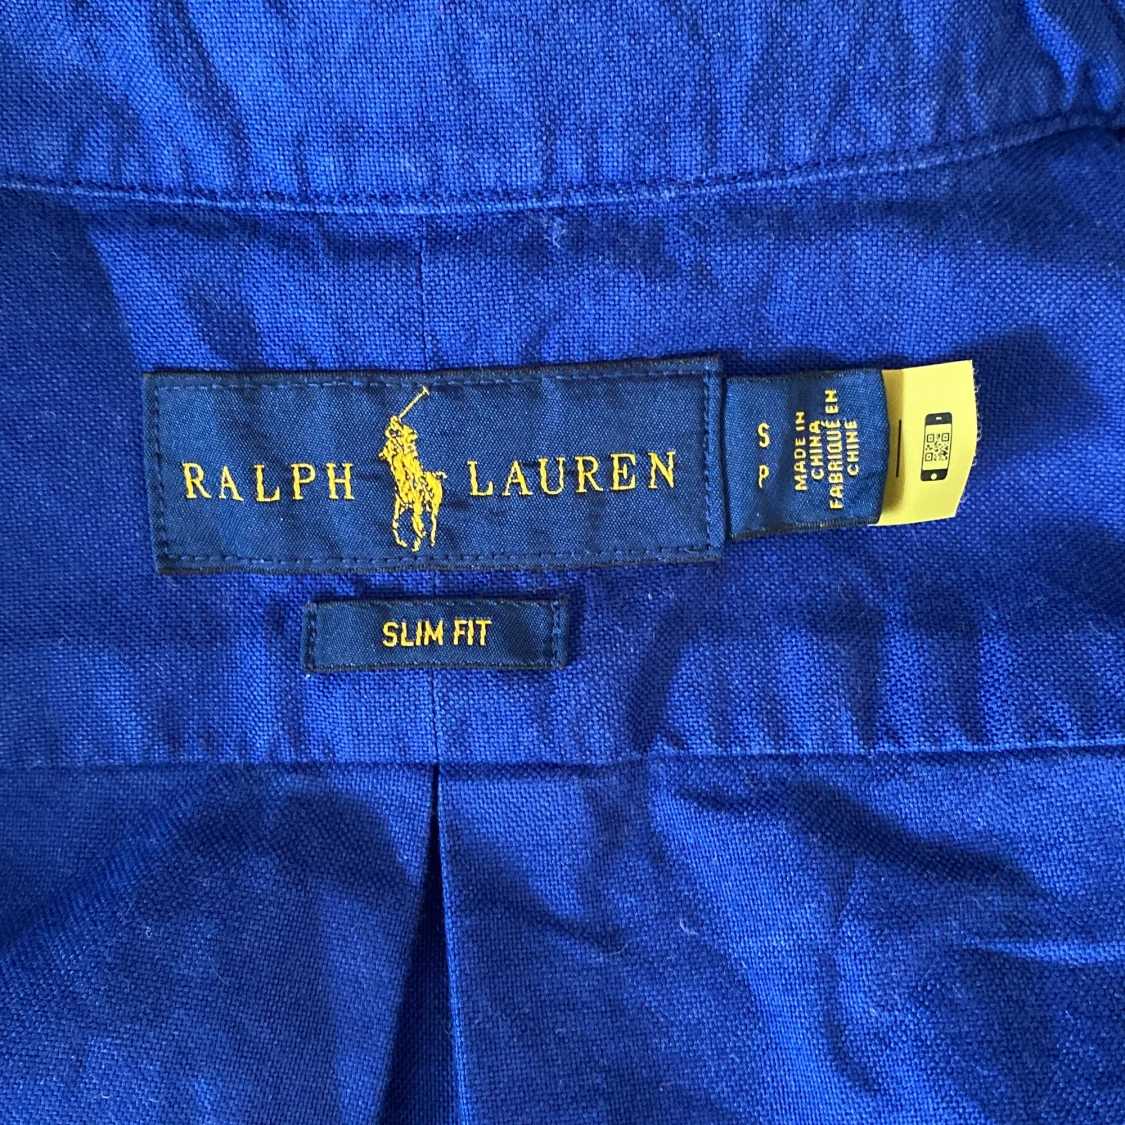 RALPH LAUREN
S
P
MADE IN
CHINA
FABRIQUÉ EN
CHINE
SLIM FIT